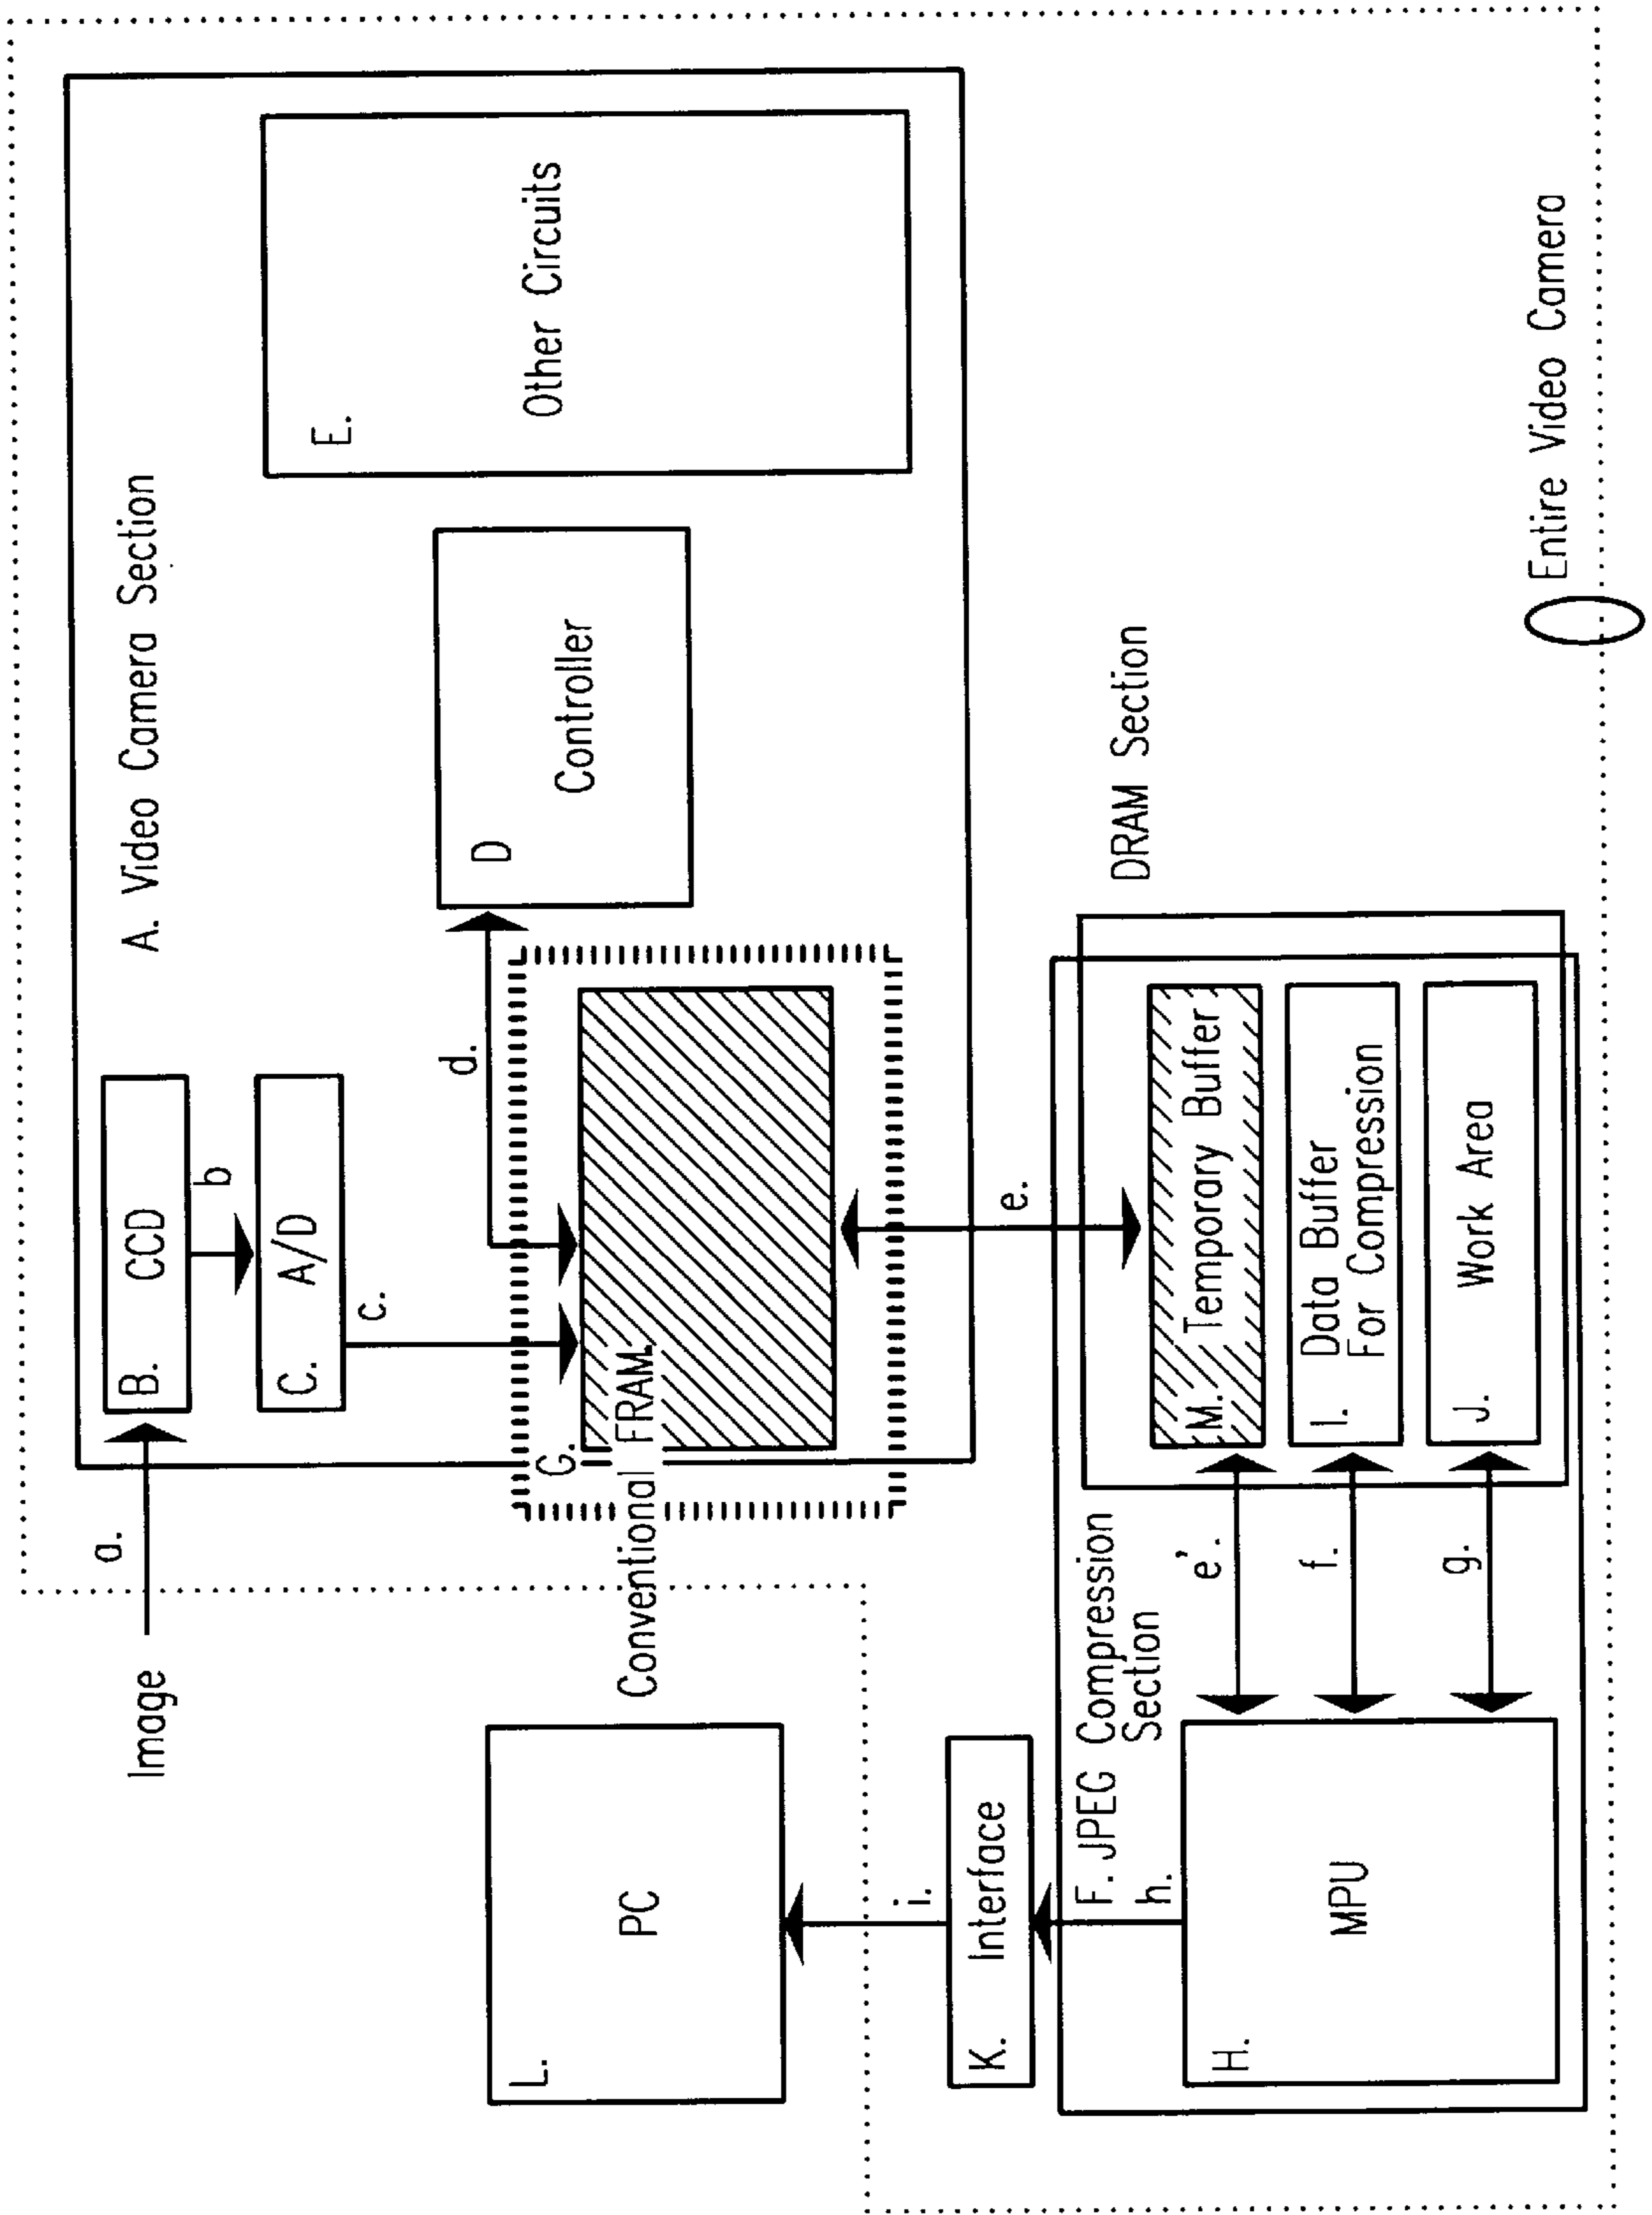 Image
a.
A. Video Camera Section
B. CCD
b
C. A/D
c.
d.
D
Controller
E.
Other Circuits
G.
Conventional FRAM.
e.
L.
PC
i.
K. Interface
F. JPEG Compression
Section
h.
H.
MPU
e'.
f.
g.
DRAM Section
M. Temporary Buffer
I. Data Buffer
For Compression
J. Work Area
Entire Video Camera